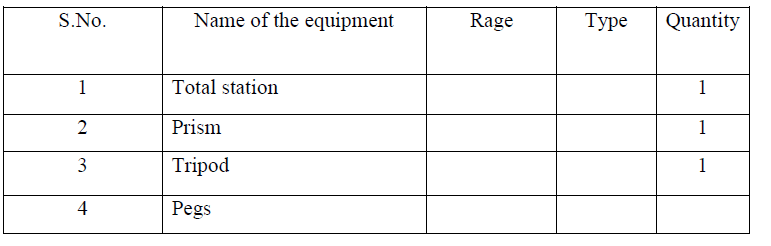 S.No. Name of the equipment Rage Type Quantity
1 Total station 1
2 Prism 1
3 Tripod 1
4 Pegs